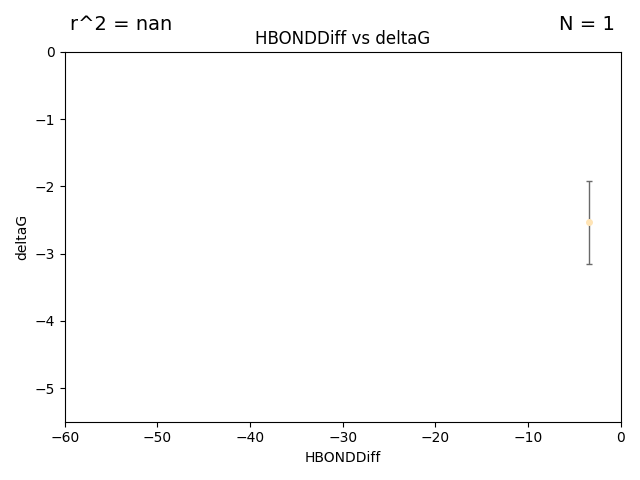 r^2 = nan
N = 1
HBONDDiff vs deltaG
0
−1
−2
−3
−4
−5
deltaG
−60
−50
−40
−30
−20
−10
0
HBONDDiff